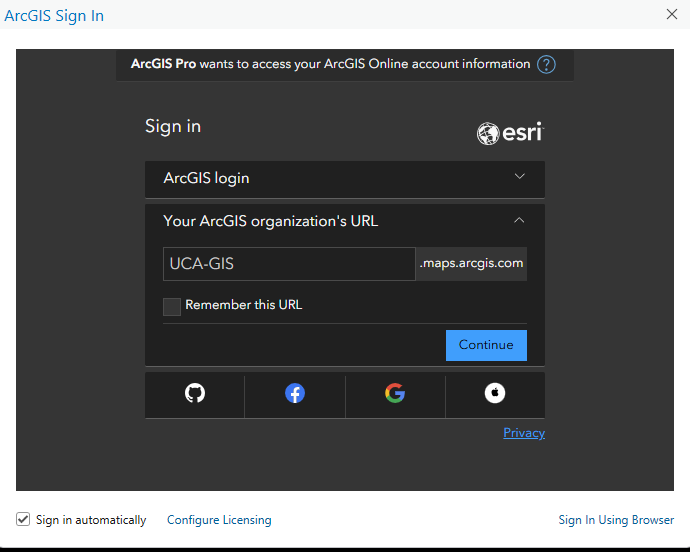 ArcGIS Sign In
ArcGIS Pro wants to access your ArcGIS Online account information ?
Sign in
esri
ArcGIS login
Your ArcGIS organization's URL
UCA-GIS .maps.arcgis.com
Remember this URL
Continue
Privacy
Sign in automatically Configure Licensing Sign In Using Browser